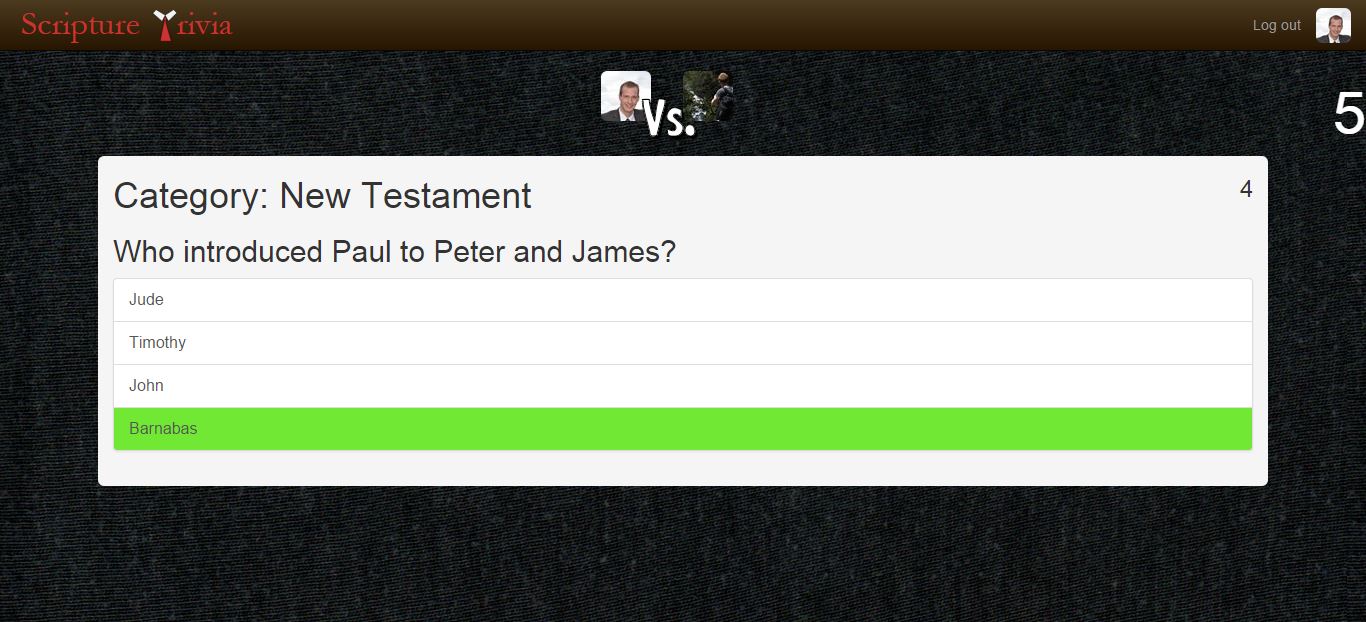 Scripture Trivia
Log out
Vs.
5
Category: New Testament
4
Who introduced Paul to Peter and James?
Jude
Timothy
John
Barnabas